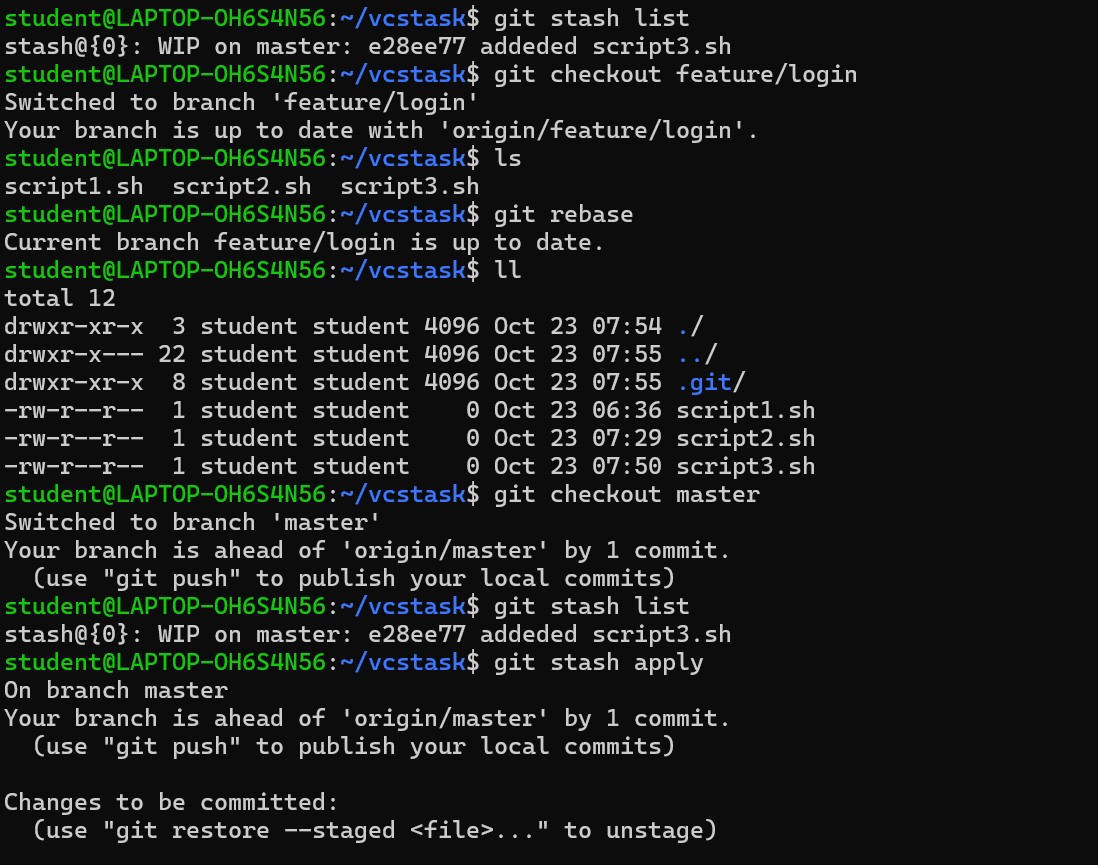 student@LAPTOP-OH6S4N56:~/vcstask$ git stash list
stash@{0}: WIP on master: e28ee77 addeded script3.sh
student@LAPTOP-OH6S4N56:~/vcstask$ git checkout feature/login
Switched to branch 'feature/login'
Your branch is up to date with 'origin/feature/login'.
student@LAPTOP-OH6S4N56:~/vcstask$ ls
script1.sh  script2.sh  script3.sh
student@LAPTOP-OH6S4N56:~/vcstask$ git rebase
Current branch feature/login is up to date.
student@LAPTOP-OH6S4N56:~/vcstask$ ll
total 12
drwxr-xr-x  3 student student 4096 Oct 23 07:54 ./
drwxr-x--- 22 student student 4096 Oct 23 07:55 ../
drwxr-xr-x  8 student student 4096 Oct 23 07:55 .git/
-rw-r--r--  1 student student    0 Oct 23 06:36 script1.sh
-rw-r--r--  1 student student    0 Oct 23 07:29 script2.sh
-rw-r--r--  1 student student    0 Oct 23 07:50 script3.sh
student@LAPTOP-OH6S4N56:~/vcstask$ git checkout master
Switched to branch 'master'
Your branch is ahead of 'origin/master' by 1 commit.
  (use "git push" to publish your local commits)
student@LAPTOP-OH6S4N56:~/vcstask$ git stash list
stash@{0}: WIP on master: e28ee77 addeded script3.sh
student@LAPTOP-OH6S4N56:~/vcstask$ git stash apply
On branch master
Your branch is ahead of 'origin/master' by 1 commit.
  (use "git push" to publish your local commits)

Changes to be committed:
  (use "git restore --staged <file>..." to unstage)